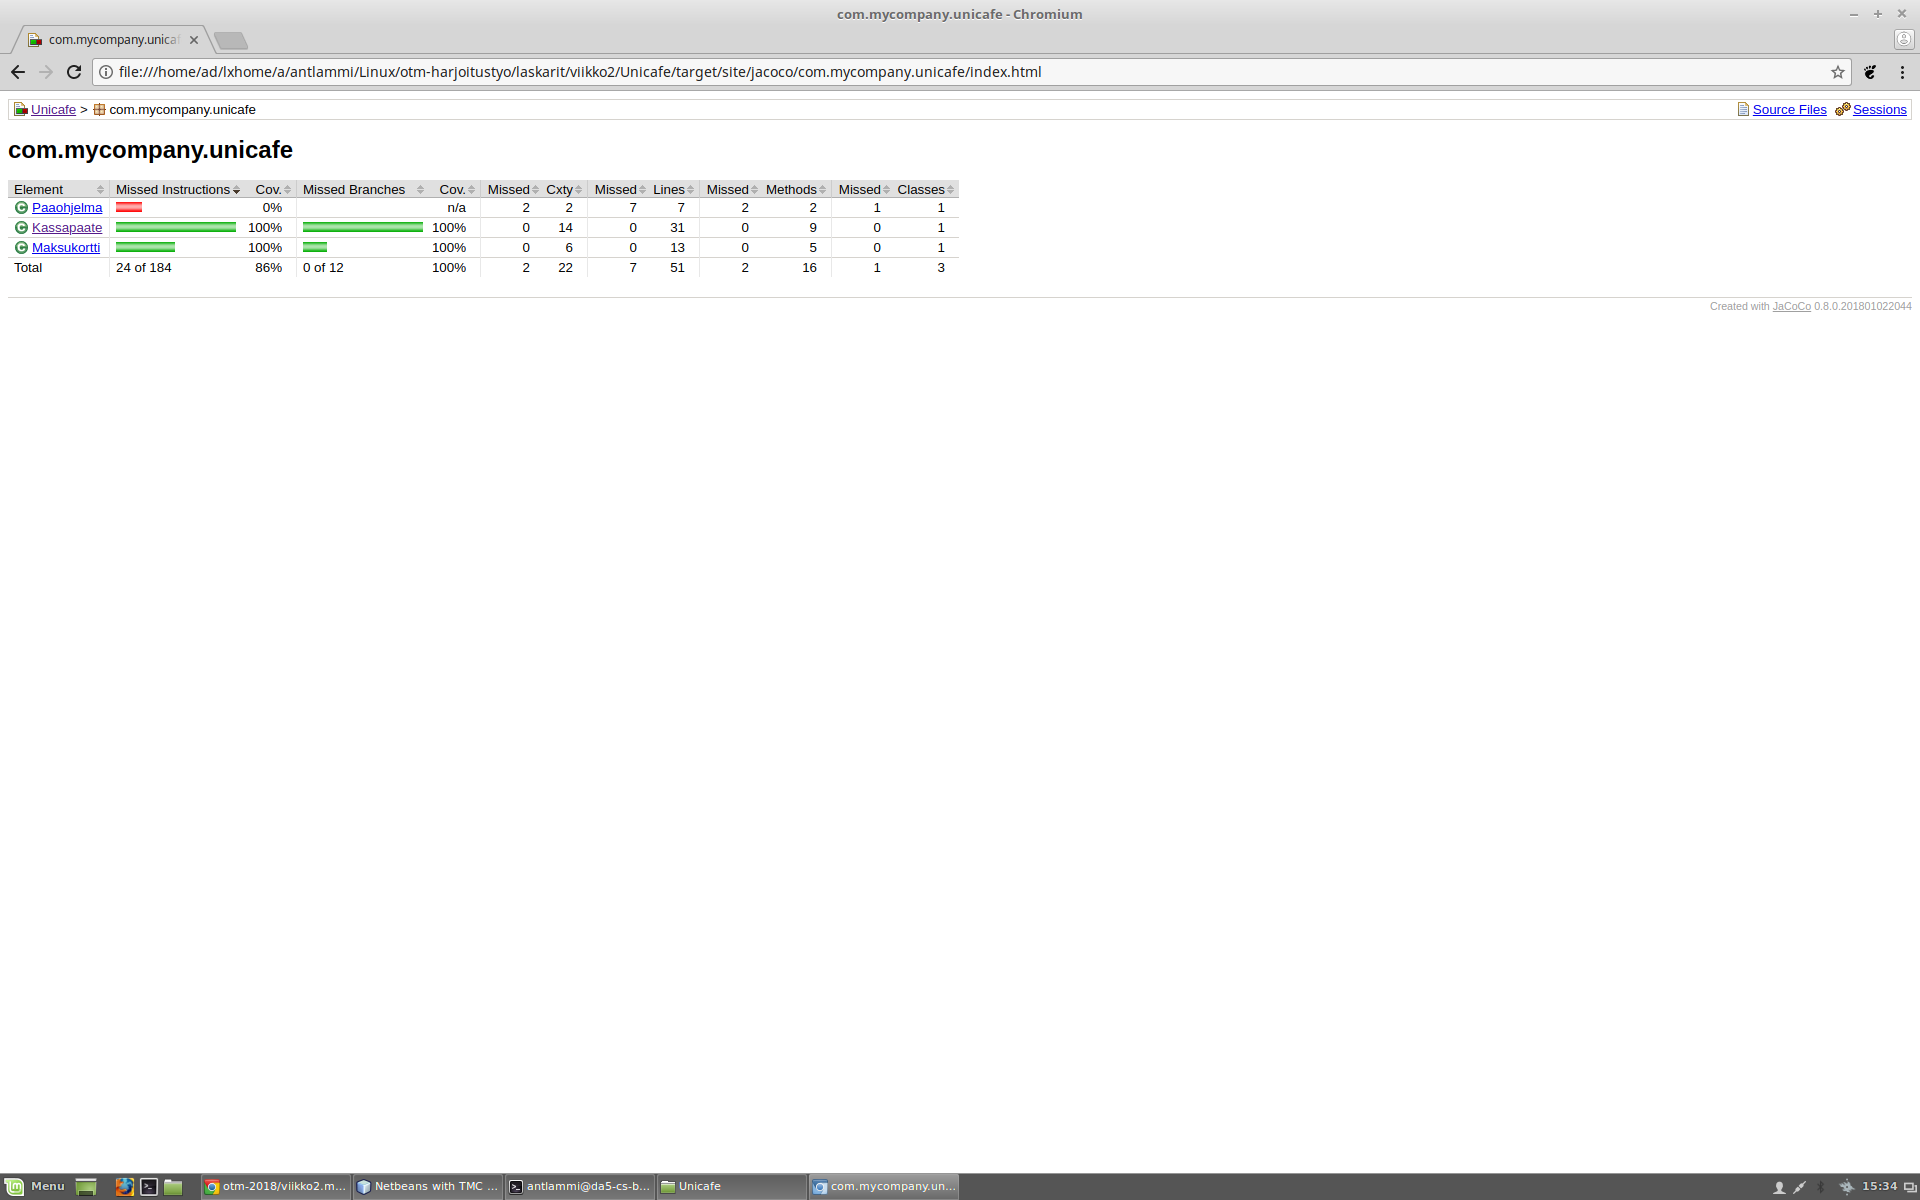 com.mycompany.unicafe - Chromium
com.mycompany.unicaf
file:///home/ad/lxhome/a/antlammi/Linux/otm-harjoitustyo/laskarit/viikko2/Unicafe/target/site/jacoco/com.mycompany.unicafe/index.html
Unicafe > com.mycompany.unicafe Source Files Sessions
com.mycompany.unicafe
Element Missed Instructions Cov. Missed Branches Cov. Missed Cxty Missed Lines Missed Methods Missed Classes
Paaohjelma 0% n/a 2 2 7 7 2 2 1 1
Kassapaate 100% 100% 0 14 0 31 0 9 0 1
Maksukortti 100% 100% 0 6 0 13 0 5 0 1
Total 24 of 184 86% 0 of 12 100% 2 22 7 51 2 16 1 3
Created with JaCoCo 0.8.0.201801022044
Menu otm-2018/viikko2.m... Netbeans with TMC ... antlammi@da5-cs-b... Unicafe com.mycompany.un... 15:34